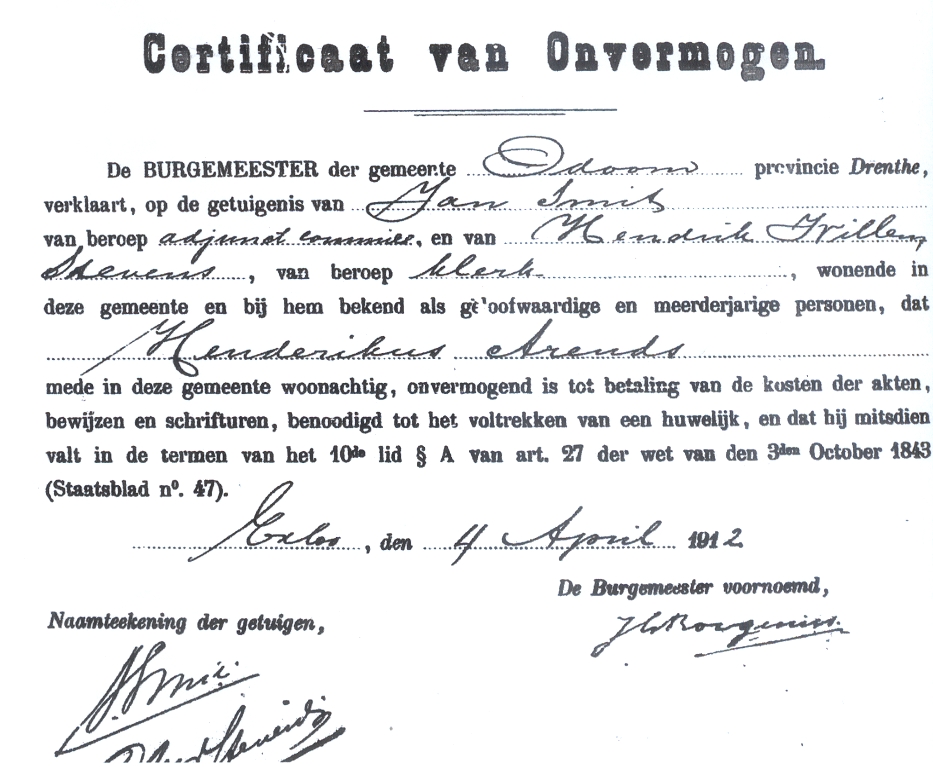 Certificaat van Onvermogen.
De BURGEMEESTER der gemeente Odoorn provincie Drenthe,
verklaart, op de getuigenis van Jan Smit
van beroep adjunct commies, en van Hendrik Willem
Stevens, van beroep klerk, wonende in
deze gemeente en bij hem bekend als geloofwaardige en meerderjarige personen, dat
Henderikus Arends
mede in deze gemeente woonachtig, onvermogend is tot betaling van de kosten der akten,
bewijzen en schrifturen, benoodigd tot het voltrekken van een huwelijk, en dat hij mitsdien
valt in de termen van het 10de lid § A van art. 27 der wet van den 3den October 1843
(Staatsblad nº. 47).
Exloo, den 4 April 1912
De Burgemeester voornoemd,
Naamteekening der getuigen,
J. Smit